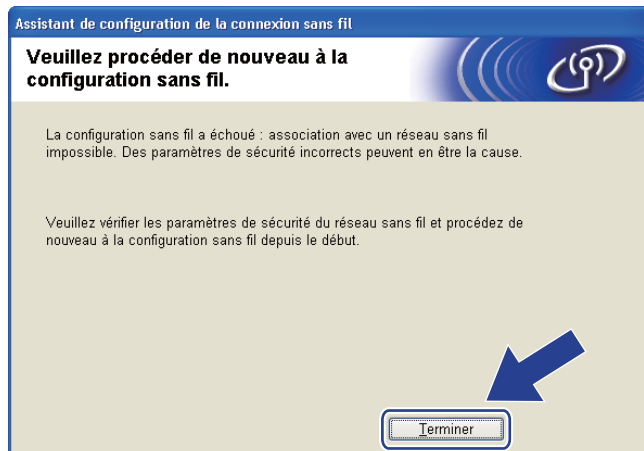 Assistant de configuration de la connexion sans fil
Veuillez procéder de nouveau à la
configuration sans fil.
La configuration sans fil a échoué : association avec un réseau sans fil
impossible. Des paramètres de sécurité incorrects peuvent en être la cause.
Veuillez vérifier les paramètres de sécurité du réseau sans fil et procédez de
nouveau à la configuration sans fil depuis le début.
Terminer